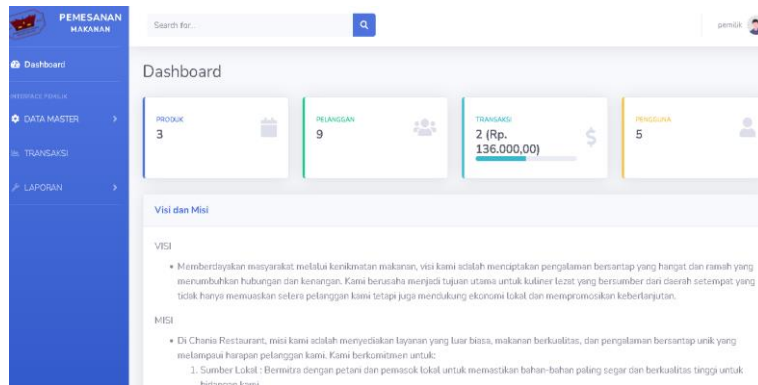 PEMESANAN
MAKANAN
Search for..
pemilik
Dashboard
Dashboard
INTERFACE PEMILIK
DATA MASTER
TRANSAKSI
LAPORAN
PRODUK
3
PELANGGAN
9
TRANSAKSI
2 (Rp.
136.000,00)
PENGGUNA
5
Visi dan Misi
VISI
• Memberdayakan masyarakat melalui kenikmatan makanan, visi kami adalah menciptakan pengalaman bersantap yang hangat dan ramah yang
menumbuhkan hubungan dan kenangan. Kami berusaha menjadi tujuan utama untuk kuliner lezat yang bersumber dari daerah setempat yang
tidak hanya memuaskan selera pelanggan kami tetapi juga mendukung ekonomi lokal dan mempromosikan keberlanjutan.
MISI
• Di Chania Restaurant, misi kami adalah menyediakan layanan yang luar biasa, makanan berkualitas, dan pengalaman bersantap unik yang
melampaui harapan pelanggan kami. Kami berkomitmen untuk:
1. Sumber Lokal : Bermitra dengan petani dan pemasok lokal untuk memastikan bahan-bahan paling segar dan berkualitas tinggi untuk
hidangan kami.